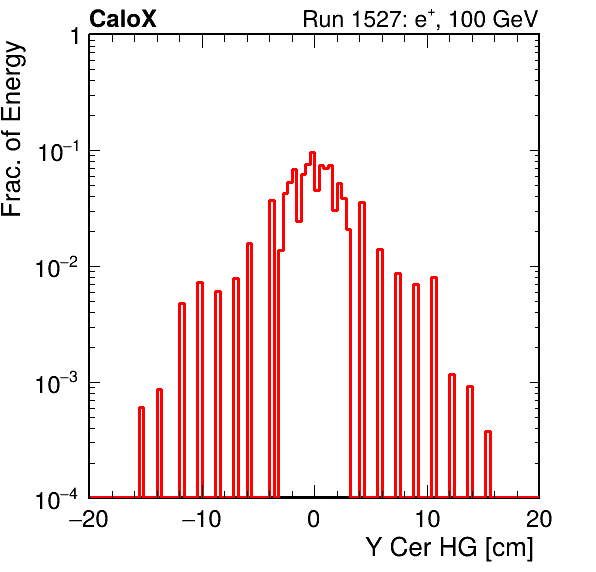 CaloX Run 1527: e⁺, 100 GeV
Frac. of Energy
1
10⁻¹
10⁻²
10⁻³
10⁻⁴
−20 −10 0 10 20
Y Cer HG [cm]